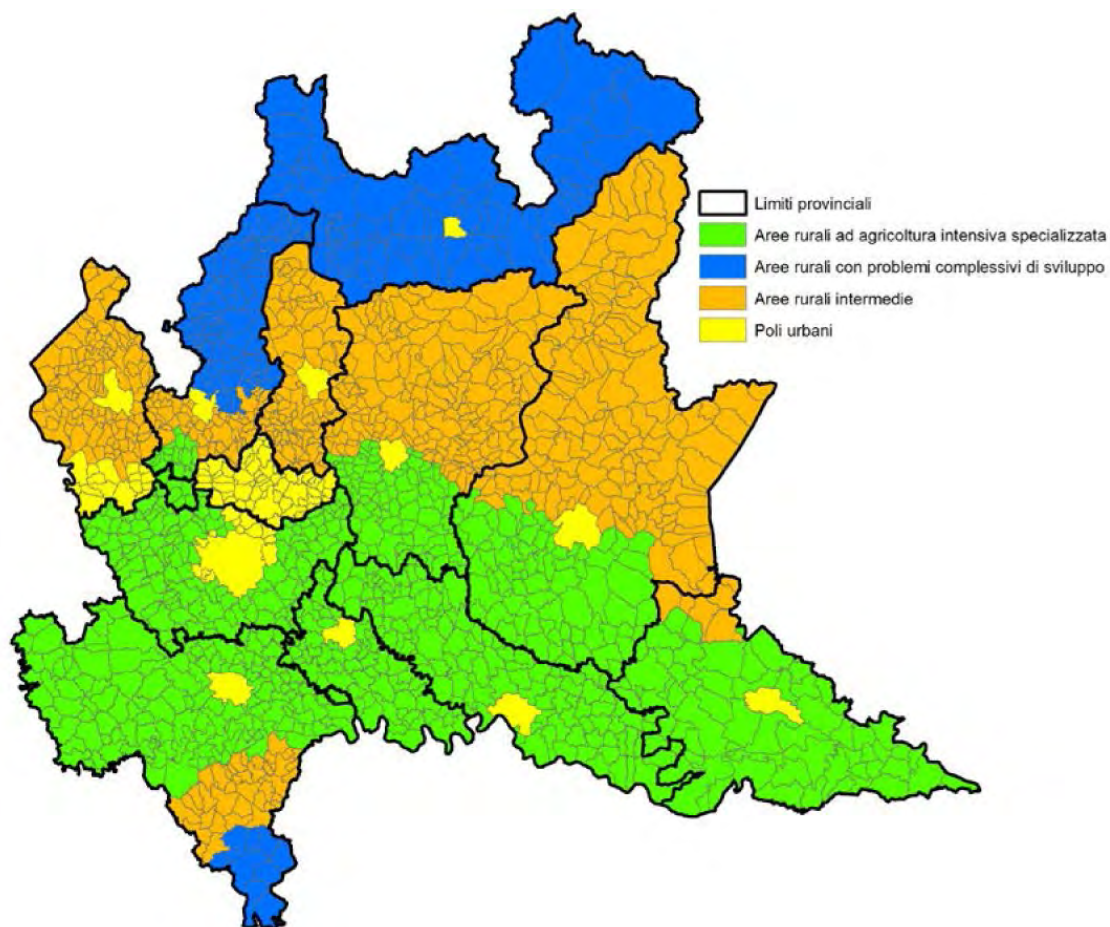 Limiti provinciali
Aree rurali ad agricoltura intensiva specializzata
Aree rurali con problemi complessivi di sviluppo
Aree rurali intermedie
Poli urbani